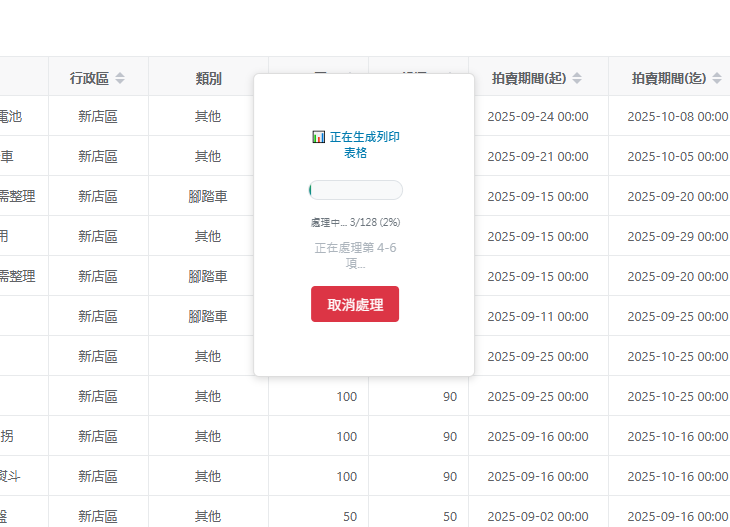 行政區 類別 拍賣期間(起) 拍賣期間(迄)
電池 新店區 其他 2025-09-24 00:00 2025-10-08 00:00
車 新店區 其他 2025-09-21 00:00 2025-10-05 00:00
需整理 新店區 腳踏車 2025-09-15 00:00 2025-09-20 00:00
用 新店區 其他 2025-09-15 00:00 2025-09-29 00:00
需整理 新店區 腳踏車 2025-09-15 00:00 2025-09-20 00:00
新店區 腳踏車 2025-09-11 00:00 2025-09-25 00:00
新店區 其他 2025-09-25 00:00 2025-10-25 00:00
新店區 其他 100 90 2025-09-25 00:00 2025-10-25 00:00
拐 新店區 其他 100 90 2025-09-16 00:00 2025-10-16 00:00
熨斗 新店區 其他 100 90 2025-09-16 00:00 2025-10-16 00:00
盤 新店區 其他 50 50 2025-09-02 00:00 2025-09-16 00:00
正在生成列印
表格
處理中... 3/128 (2%)
正在處理第 4-6
項...
取消處理